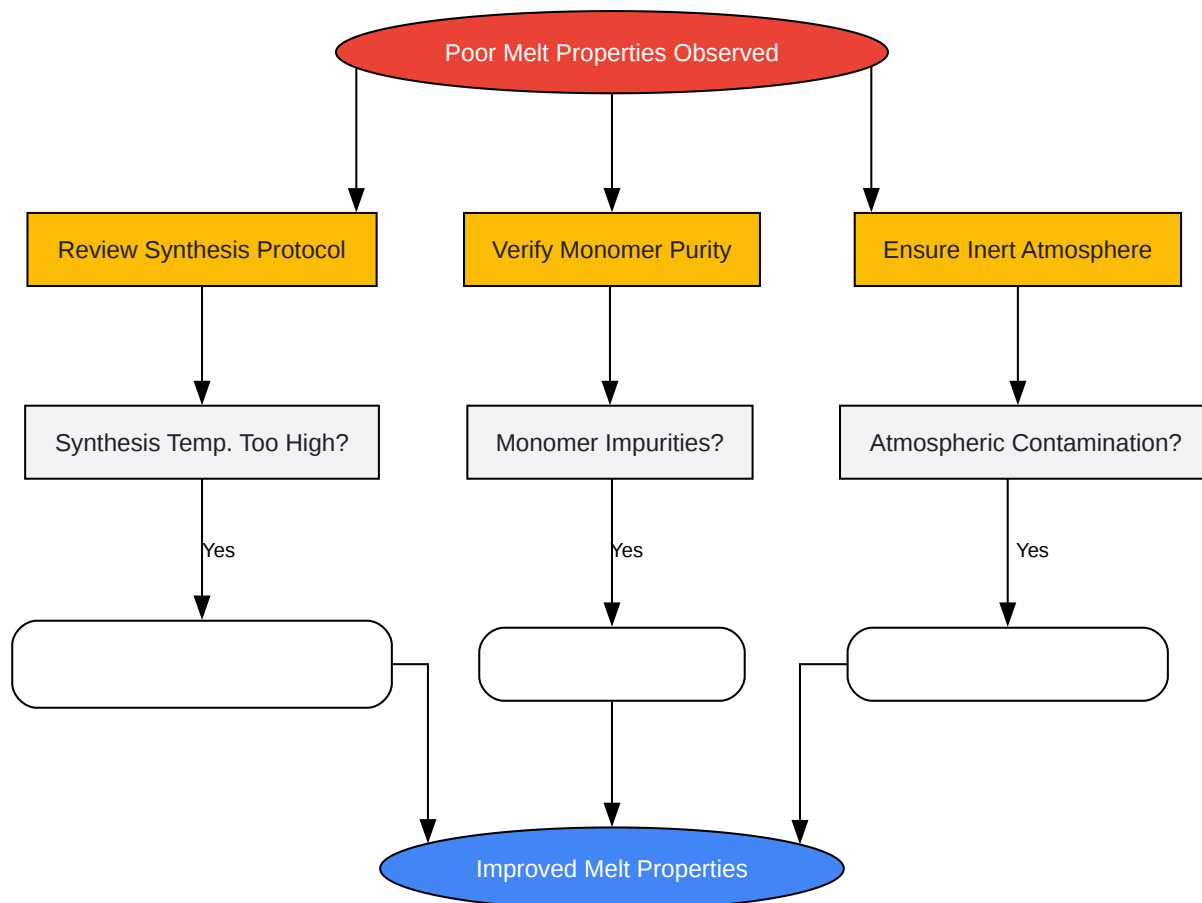 Poor Melt Properties Observed
Review Synthesis Protocol
Verify Monomer Purity
Ensure Inert Atmosphere
Synthesis Temp. Too High?
Monomer Impurities?
Atmospheric Contamination?
Yes
Yes
Yes
Improved Melt Properties